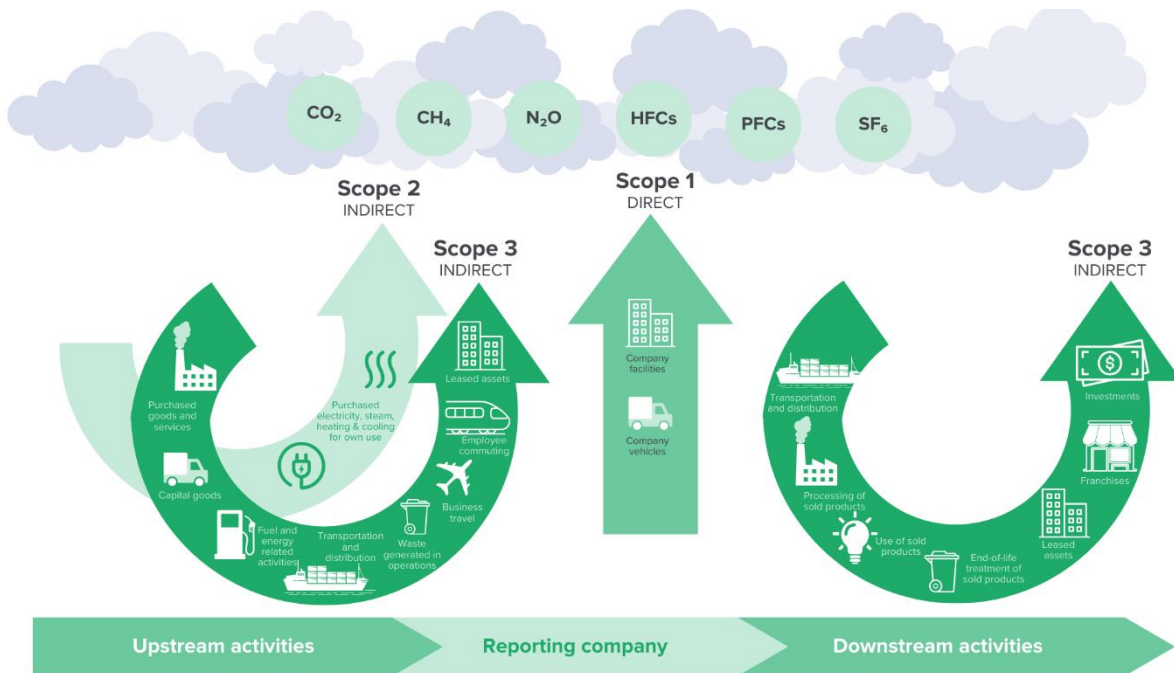 CO₂
CH₄
N₂O
HFCs
PFCs
SF₆
Scope 2
INDIRECT
Scope 1
DIRECT
Scope 3
INDIRECT
Scope 3
INDIRECT
Purchased
goods and
services
Capital goods
Fuel and
energy
related
activities
Transportation
and
distribution
Waste
generated in
operations
Business
travel
Employee
commuting
Leased assets
Purchased
electricity, steam,
heating & cooling
for own use
Company
facilities
Company
vehicles
Transportation
and distribution
Processing of
sold products
Use of sold
products
End-of-life
treatment of
sold products
Leased
assets
Franchises
$
Investments
Upstream activities
Reporting company
Downstream activities